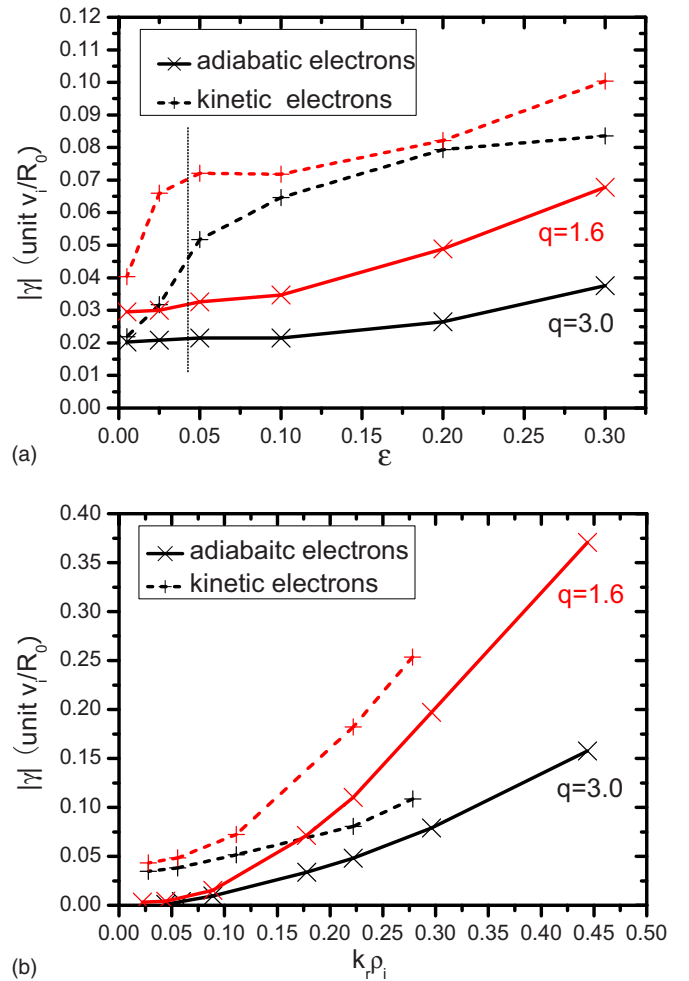 0.12
0.11
0.10
0.09
0.08
0.07
0.06
0.05
0.04
0.03
0.02
0.01
0.00
|γ| (unit v_i/R_0)
adiabatic electrons
kinetic electrons
q=1.6
q=3.0
0.00 0.05 0.10 0.15 0.20 0.25 0.30
(a)
ε
0.40
0.35
0.30
0.25
0.20
0.15
0.10
0.05
0.00
|γ| (unit v_i/R_0)
adiabaitc electrons
kinetic electrons
q=1.6
q=3.0
0.00 0.05 0.10 0.15 0.20 0.25 0.30 0.35 0.40 0.45 0.50
(b)
k_rρ_i